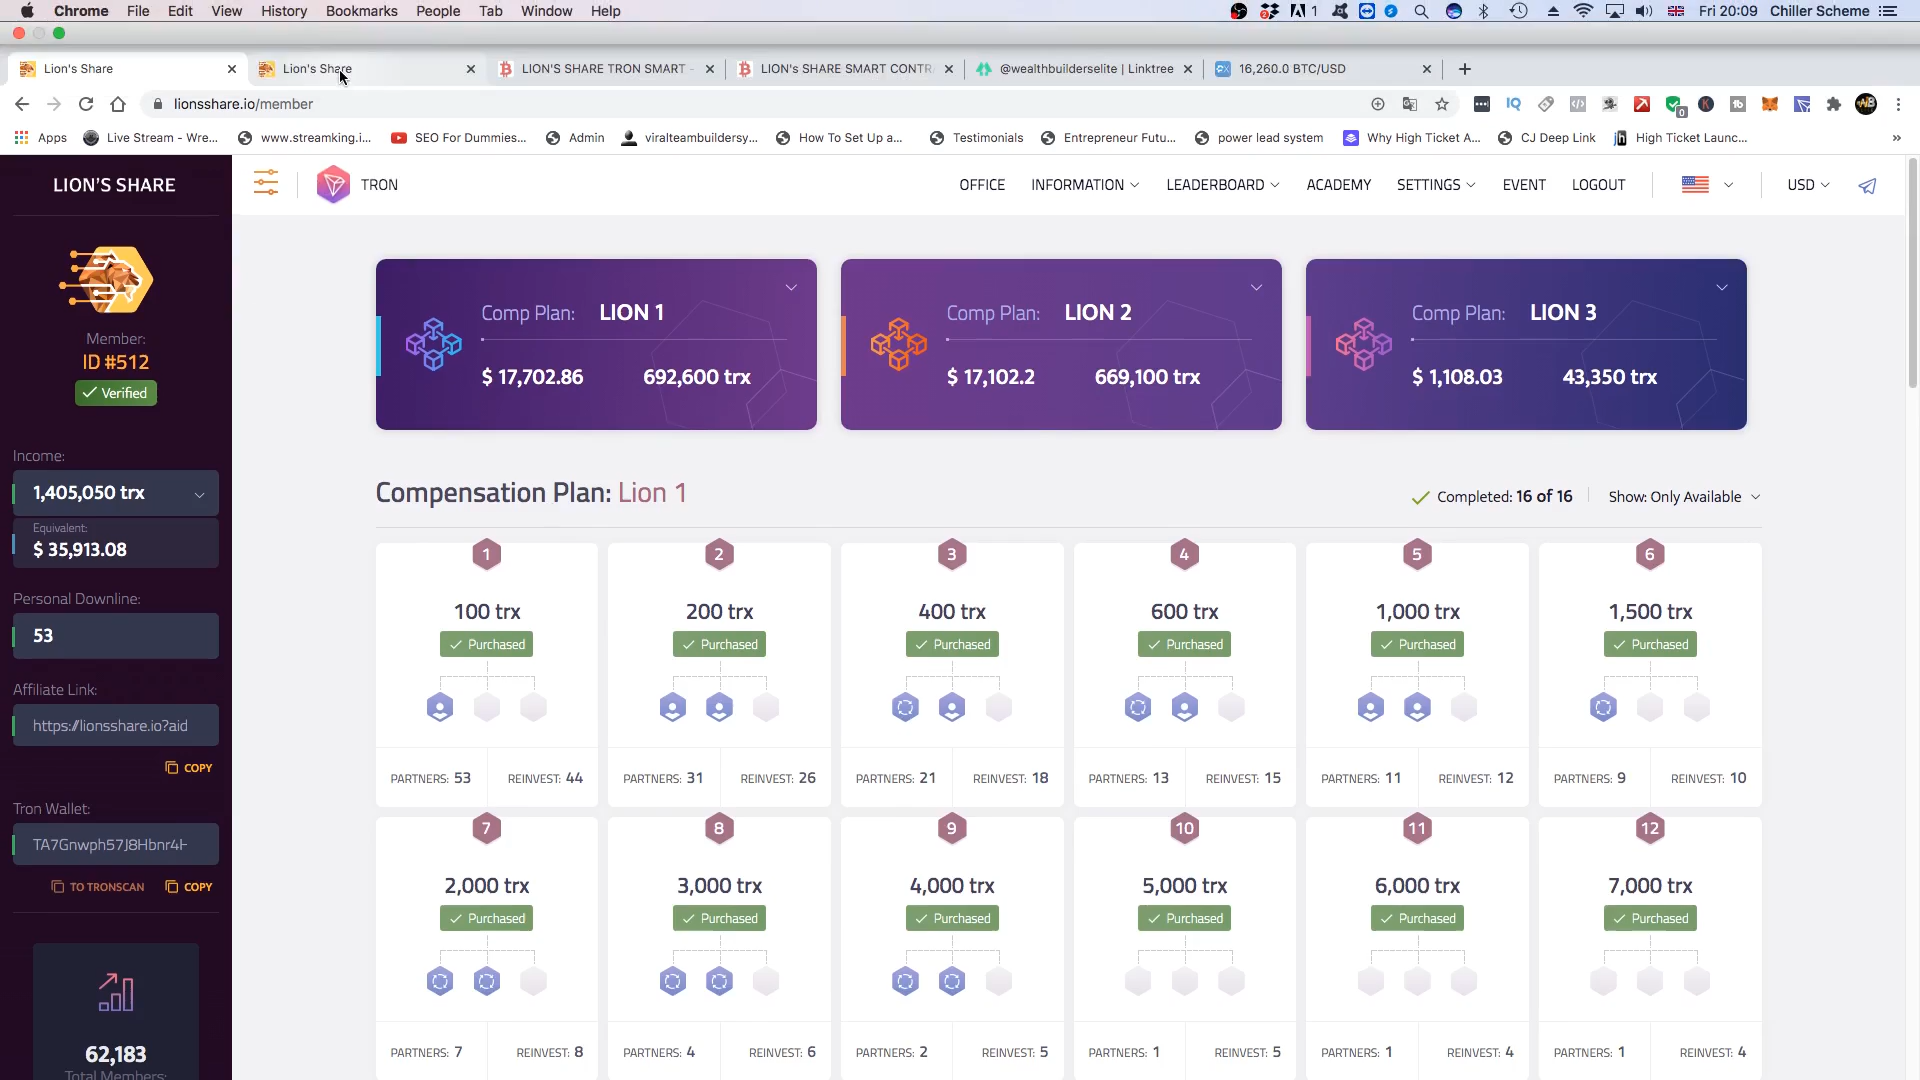 Chrome File Edit View History Bookmarks People Tab Window Help
1 Fri 20:09 Chiller Scheme
Lion's Share
Lion's Share
LION'S SHARE TRON SMART -
LION's SHARE SMART CONTR
@wealthbuilderselite | Linktree
16,260.0 BTC/USD
lionsshare.io/member
Apps
Live Stream - Wre...
www.streamking.i...
SEO For Dummies...
Admin
viralteambuildersy...
How To Set Up a...
Testimonials
Entrepreneur Futu...
power lead system
Why High Ticket A...
CJ Deep Link
High Ticket Launc...
LION'S SHARE
TRON
OFFICE INFORMATION LEADERBOARD ACADEMY SETTINGS EVENT LOGOUT
USD
Member:
ID #512
Verified
Income:
1,405,050 trx
Equivalent:
$ 35,913.08
Personal Downline:
53
Affiliate Link:
https://lionsshare.io?aid
COPY
Tron Wallet:
TA7Gnwph57J8Hbnr4H
TO TRONSCAN COPY
62,183
Total Members:
Comp Plan: LION 1
$ 17,702.86 692,600 trx
Comp Plan: LION 2
$ 17,102.2 669,100 trx
Comp Plan: LION 3
$ 1,108.03 43,350 trx
Compensation Plan: Lion 1
Completed: 16 of 16
Show: Only Available
1
100 trx
Purchased
PARTNERS: 53 REINVEST: 44
2
200 trx
Purchased
PARTNERS: 31 REINVEST: 26
3
400 trx
Purchased
PARTNERS: 21 REINVEST: 18
4
600 trx
Purchased
PARTNERS: 13 REINVEST: 15
5
1,000 trx
Purchased
PARTNERS: 11 REINVEST: 12
6
1,500 trx
Purchased
PARTNERS: 9 REINVEST: 10
7
2,000 trx
Purchased
PARTNERS: 7 REINVEST: 8
8
3,000 trx
Purchased
PARTNERS: 4 REINVEST: 6
9
4,000 trx
Purchased
PARTNERS: 2 REINVEST: 5
10
5,000 trx
Purchased
PARTNERS: 1 REINVEST: 5
11
6,000 trx
Purchased
PARTNERS: 1 REINVEST: 4
12
7,000 trx
Purchased
PARTNERS: 1 REINVEST: 4